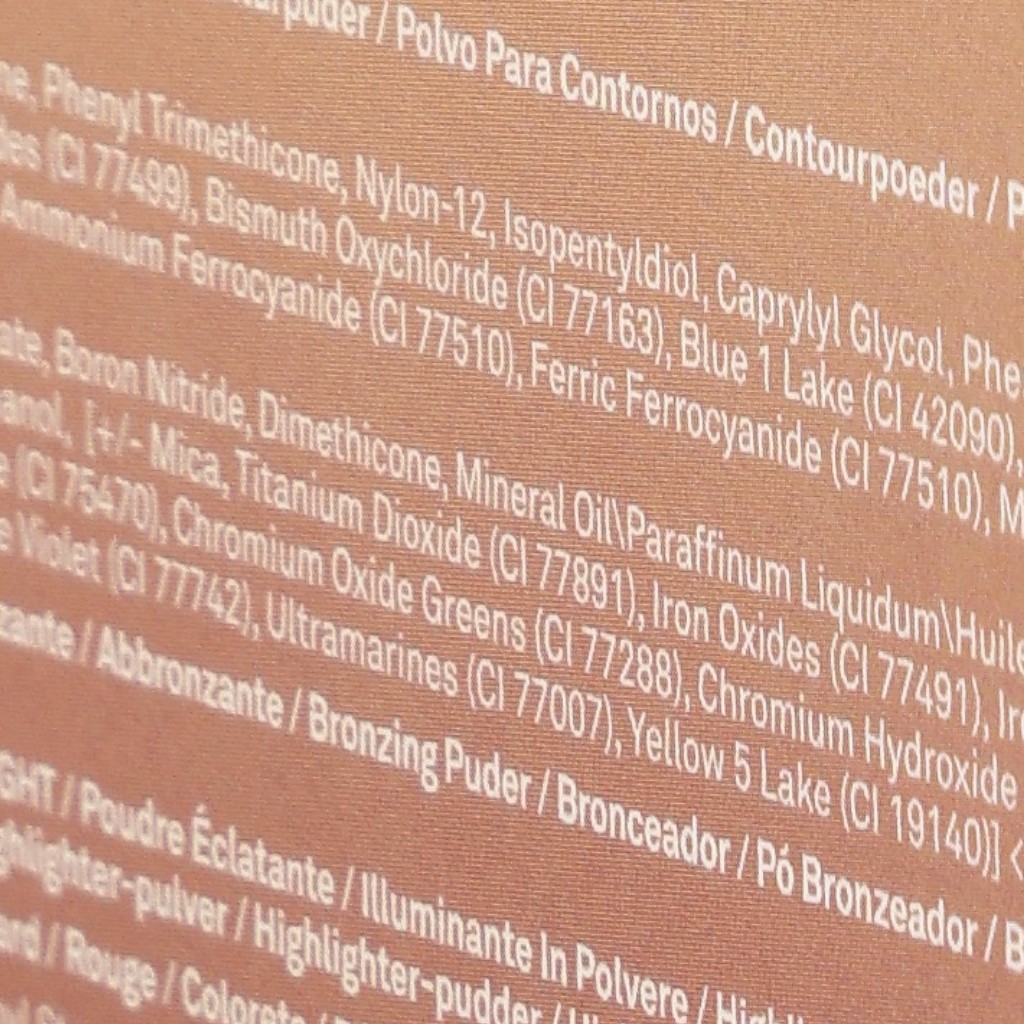 / Polvo Para Contornos / Contourpoeder / P
ne, Phenyl Trimethicone, Nylon-12, Isopentyldiol, Caprylyl Glycol, Phe
des (CI 77499), Bismuth Oxychloride (CI 77163), Blue 1 Lake (CI 42090),
Ammonium Ferrocyanide (CI 77510), Ferric Ferrocyanide (CI 77510), M
ate, Boron Nitride, Dimethicone, Mineral Oil\Paraffinum Liquidum\Huile
anol, [+/- Mica, Titanium Dioxide (CI 77891), Iron Oxides (CI 77491), Iro
e (CI 75470), Chromium Oxide Greens (CI 77288), Chromium Hydroxide
e Violet (CI 77742), Ultramarines (CI 77007), Yellow 5 Lake (CI 19140)] <
zante / Abbronzante / Bronzing Puder / Bronceador / Pó Bronzeador / B
GHT / Poudre Éclatante / Illuminante In Polvere / Highli
ghlighter-pulver / Highlighter-pudder /
ard / Rouge / Colorete /